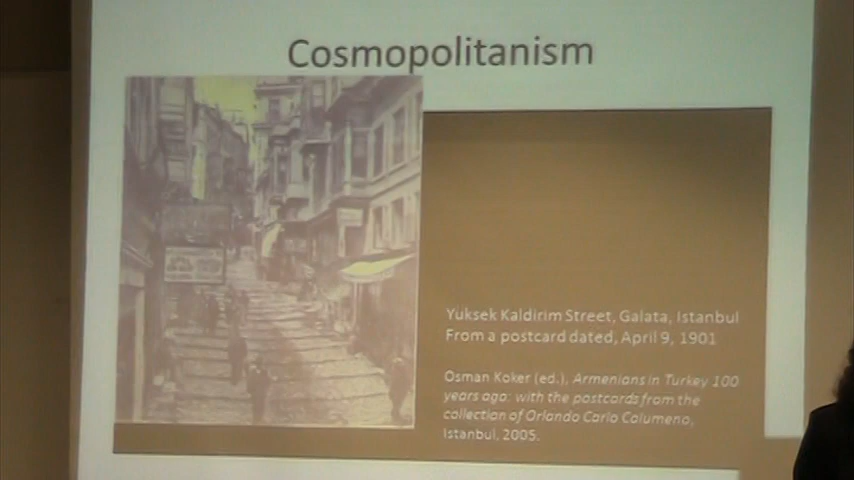 Cosmopolitanism
Yuksek Kaldirim Street, Galata, Istanbul
From a postcard dated, April 9, 1901
Osman Koker (ed.), Armenians in Turkey 100
years ago: with the postcards from the
collection of Orlando Carlo Calumeno,
Istanbul, 2005.